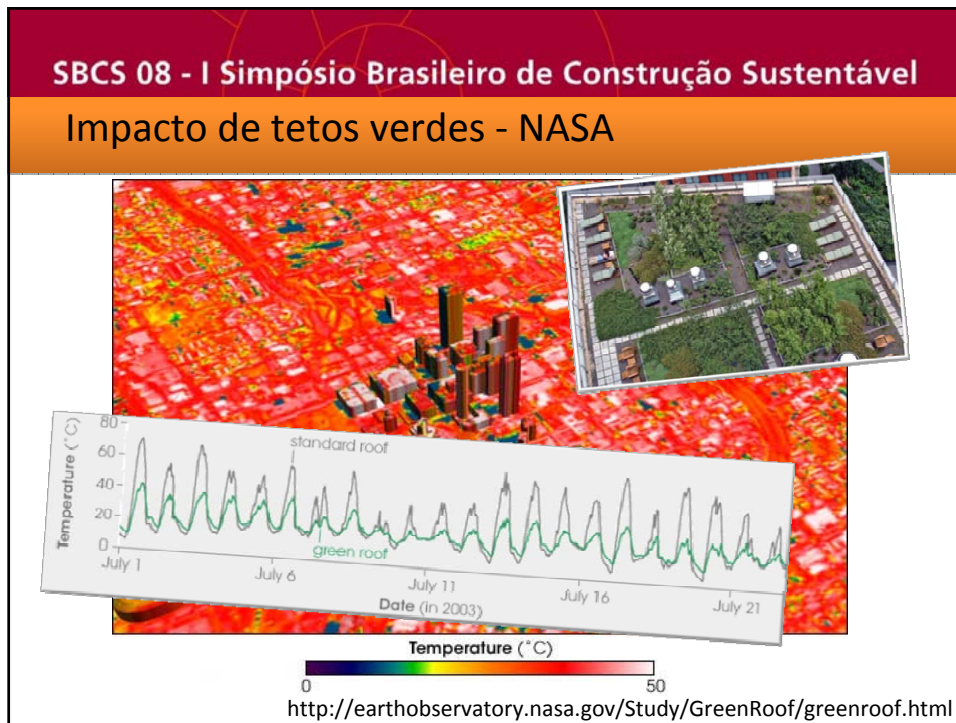 SBCS 08 - I Simpósio Brasileiro de Construção Sustentável
Impacto de tetos verdes - NASA
80
60
40
20
0
Temperature (°C)
standard roof
green roof
July 1
July 6
July 11
July 16
July 21
Date (in 2003)
Temperature (°C)
0
50
http://earthobservatory.nasa.gov/Study/GreenRoof/greenroof.html